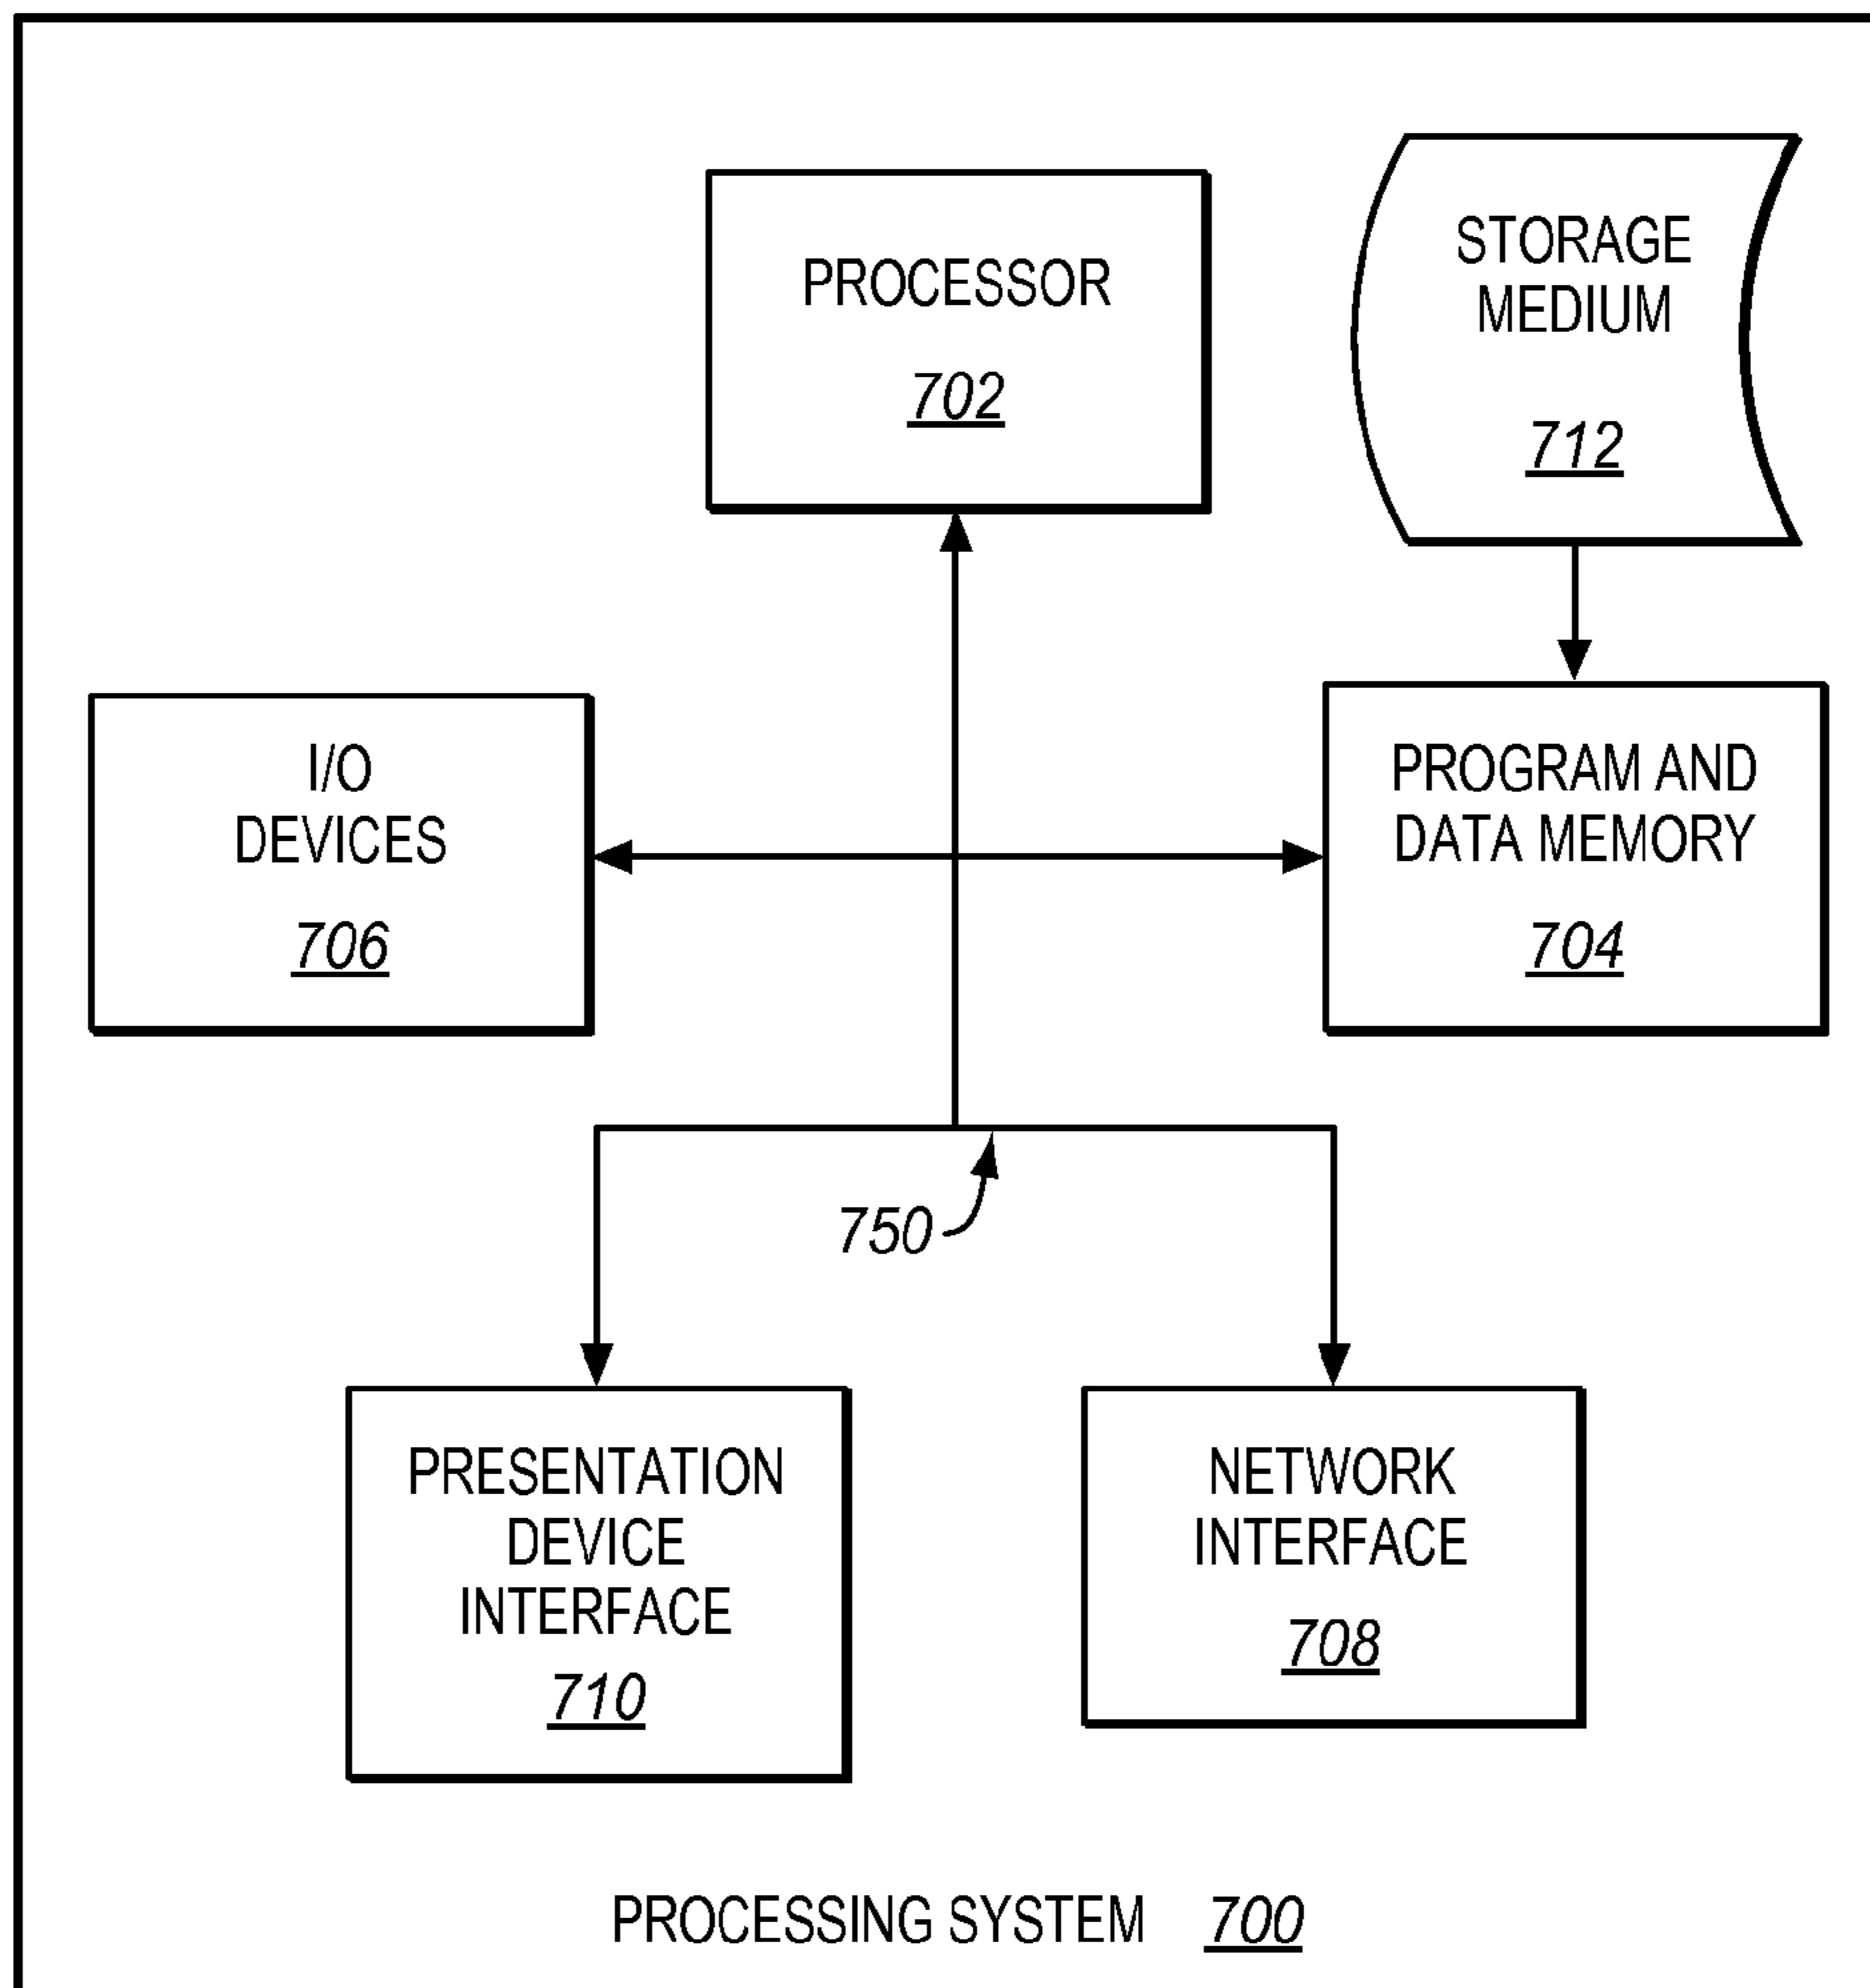 PROCESSOR
702
STORAGE
MEDIUM
712
I/O
DEVICES
706
PROGRAM AND
DATA MEMORY
704
750
PRESENTATION
DEVICE
INTERFACE
710
NETWORK
INTERFACE
708
PROCESSING SYSTEM 700